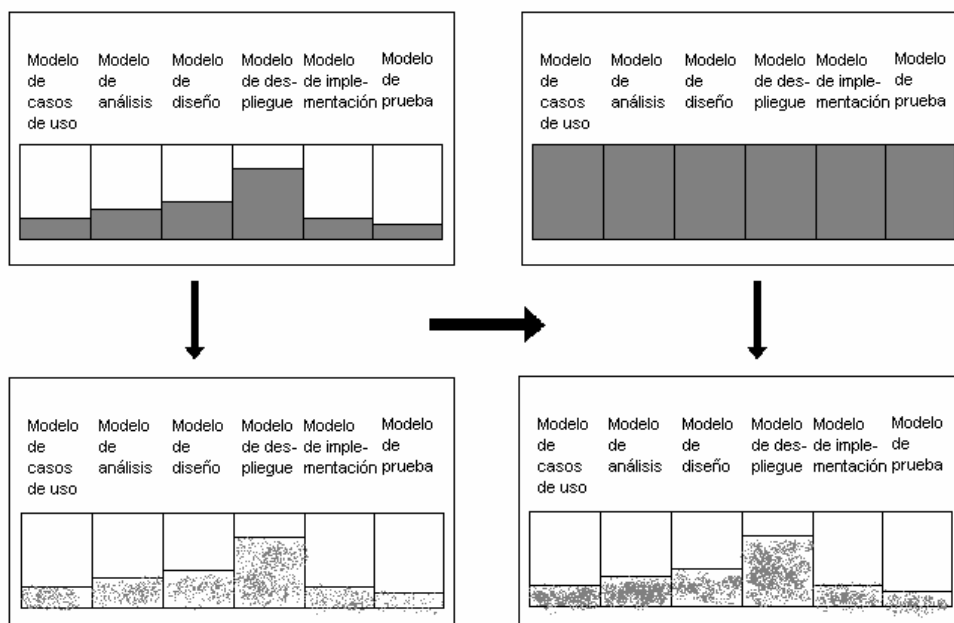 Modelo
de
casos
de uso
Modelo
de
análisis
Modelo
de
diseño
Modelo
de des-
pliegue
Modelo
de imple-
mentación
Modelo
de
prueba
Modelo
de
casos
de uso
Modelo
de
análisis
Modelo
de
diseño
Modelo
de des-
pliegue
Modelo
de imple-
mentación
Modelo
de
prueba
Modelo
de
casos
de uso
Modelo
de
análisis
Modelo
de
diseño
Modelo
de des-
pliegue
Modelo
de imple-
mentación
Modelo
de
prueba
Modelo
de
casos
de uso
Modelo
de
análisis
Modelo
de
diseño
Modelo
de des-
pliegue
Modelo
de imple-
mentación
Modelo
de
prueba